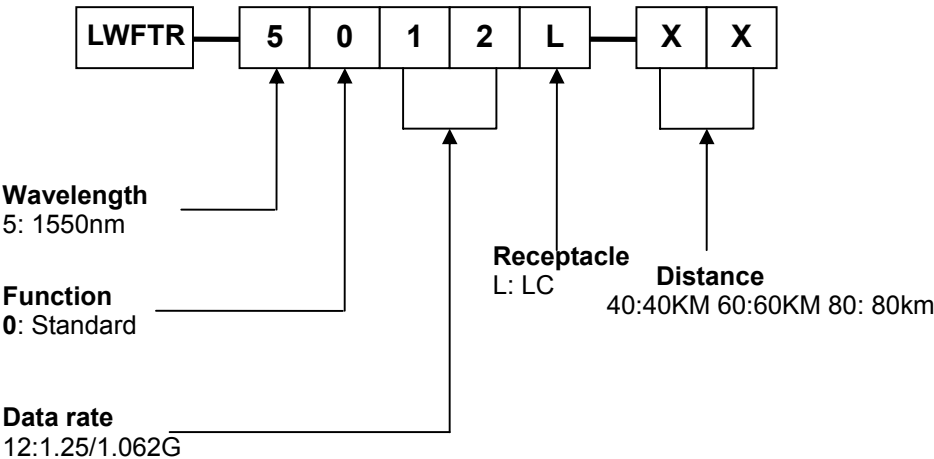 LWFTR 5 0 1 2 L X X
Wavelength
5: 1550nm
Receptacle
L: LC
Distance
40:40KM 60:60KM 80: 80km
Function
0: Standard
Data rate
12:1.25/1.062G